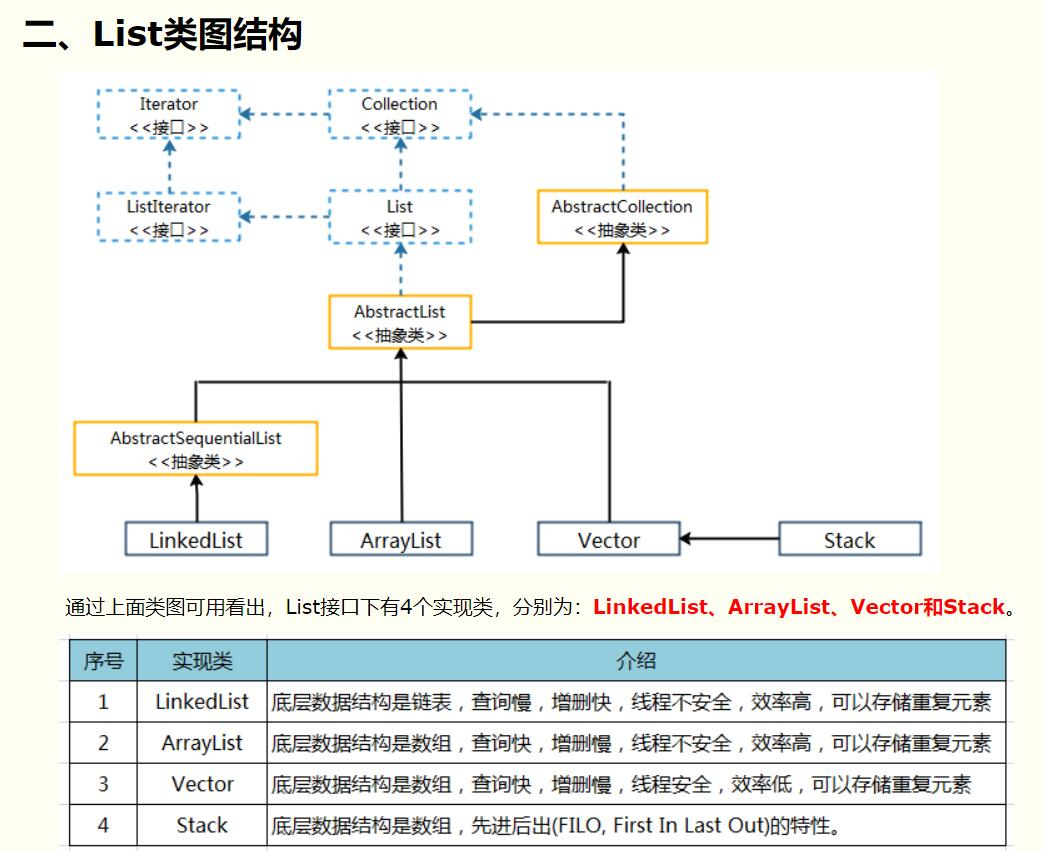 二、List类图结构
Iterator
<<接口>>
Collection
<<接口>>
ListIterator
<<接口>>
List
<<接口>>
AbstractCollection
<<抽象类>>
AbstractList
<<抽象类>>
AbstractSequentialList
<<抽象类>>
LinkedList
ArrayList
Vector
Stack
通过上面类图可用看出，List接口下有4个实现类，分别为：LinkedList、ArrayList、Vector和Stack。
序号 实现类 介绍
1 LinkedList 底层数据结构是链表，查询慢，增删快，线程不安全，效率高，可以存储重复元素
2 ArrayList 底层数据结构是数组，查询快，增删慢，线程不安全，效率高，可以存储重复元素
3 Vector 底层数据结构是数组，查询快，增删慢，线程安全，效率低，可以存储重复元素
4 Stack 底层数据结构是数组，先进后出(FILO, First In Last Out)的特性。